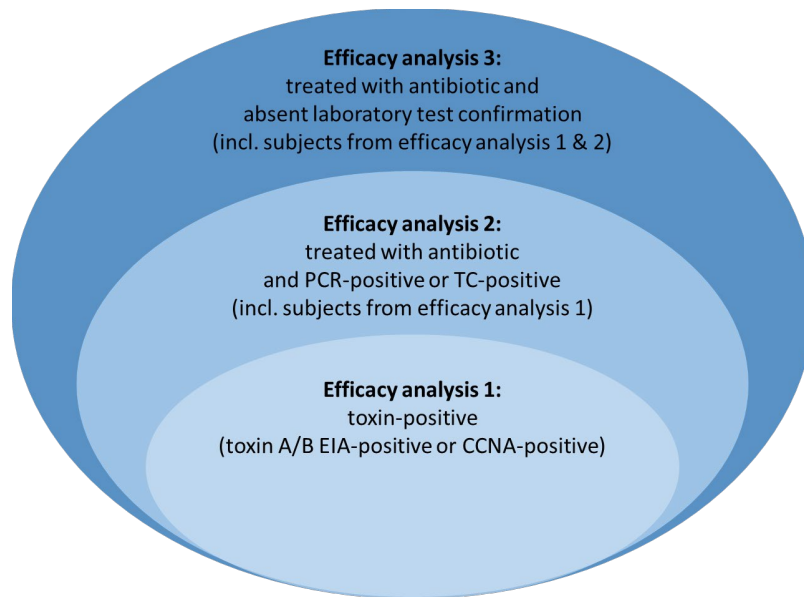 Efficacy analysis 3:
treated with antibiotic and
absent laboratory test confirmation
(incl. subjects from efficacy analysis 1 & 2)
Efficacy analysis 2:
treated with antibiotic
and PCR-positive or TC-positive
(incl. subjects from efficacy analysis 1)
Efficacy analysis 1:
toxin-positive
(toxin A/B EIA-positive or CCNA-positive)